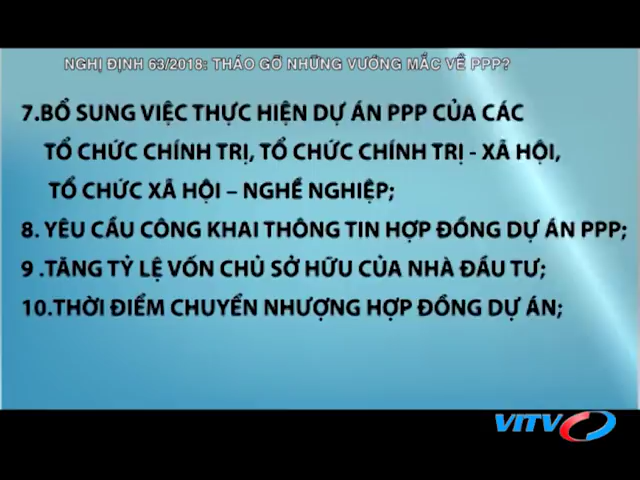 NGHỊ ĐỊNH 63/2018: THÁO GỠ NHỮNG VƯỚNG MẮC VỀ PPP?
7.BỔ SUNG VIỆC THỰC HIỆN DỰ ÁN PPP CỦA CÁC
TỔ CHỨC CHÍNH TRỊ, TỔ CHỨC CHÍNH TRỊ - XÃ HỘI,
TỔ CHỨC XÃ HỘI – NGHỀ NGHIỆP;
8. YÊU CẦU CÔNG KHAI THÔNG TIN HỢP ĐỒNG DỰ ÁN PPP;
9 .TĂNG TỶ LỆ VỐN CHỦ SỞ HỮU CỦA NHÀ ĐẦU TƯ;
10.THỜI ĐIỂM CHUYỂN NHƯỢNG HỢP ĐỒNG DỰ ÁN;
VITV